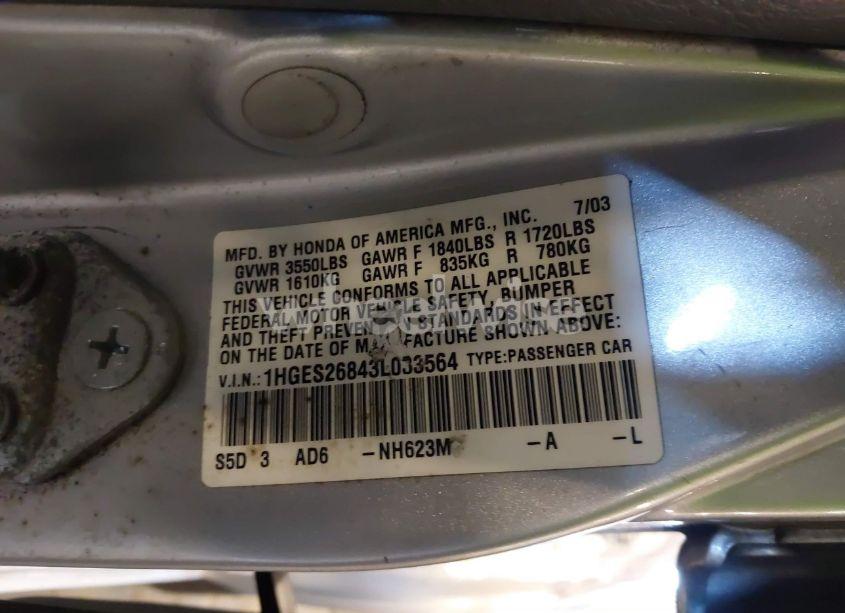 MFD. BY HONDA OF AMERICA MFG., INC. 7/03
GVWR 3550LBS GAWR F 1840LBS R 1720LBS
GVWR 1610KG GAWR F 835KG R 780KG
THIS VEHICLE CONFORMS TO ALL APPLICABLE
FEDERAL MOTOR VEHICLE SAFETY, BUMPER
AND THEFT PREVENTION STANDARDS IN EFFECT
ON THE DATE OF MANUFACTURE SHOWN ABOVE:
V.I.N.: 1HGES26843L033564 TYPE:PASSENGER CAR
S5D 3 AD6 -NH623M -A -L